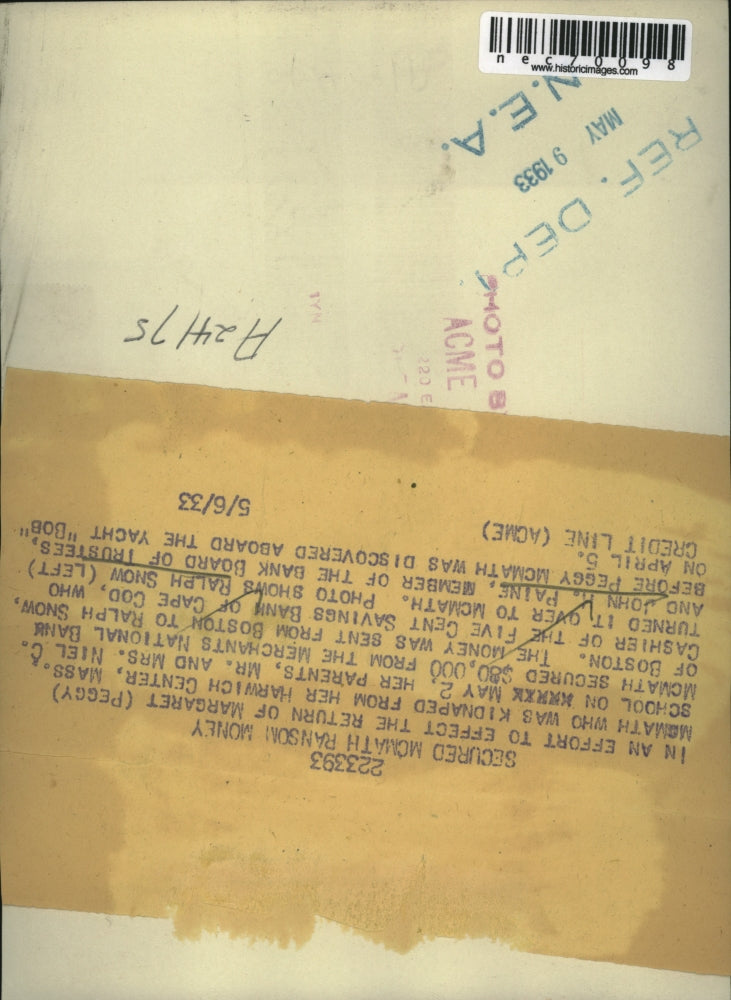 nec70098
www.historicimages.com
N.E.A.
MAY 9 1933
REF. DEPT
PHOTO B
ACME
220 E
NY
A24175
223393
SECURED MCMATH RANSOM MONEY
IN AN EFFORT TO EFFECT THE RETURN OF MARGARET (PEGGY)
MCMATH WHO WAS KIDNAPED FROM HER HARWICH CENTER, MASS.
SCHOOL ON MAY 2, HER PARENTS, MR. AND MRS. NIEL C.
MCMATH SECURED $80,000 FROM THE MERCHANTS NATIONAL BANK
OF BOSTON. THE MONEY WAS SENT FROM BOSTON TO RALPH SNOW,
CASHIER OF THE FIVE CENT SAVINGS BANK OF CAPE COD, WHO
TURNED IT OVER TO MCMATH. PHOTO SHOWS RALPH SNOW (LEFT)
AND JOHN PAINE, MEMBER OF THE BANK BOARD OF TRUSTEES,
BEFORE PEGGY MCMATH WAS DISCOVERED ABOARD THE YACHT "BOB"
ON APRIL 5.
CREDIT LINE (ACME) 5/6/33